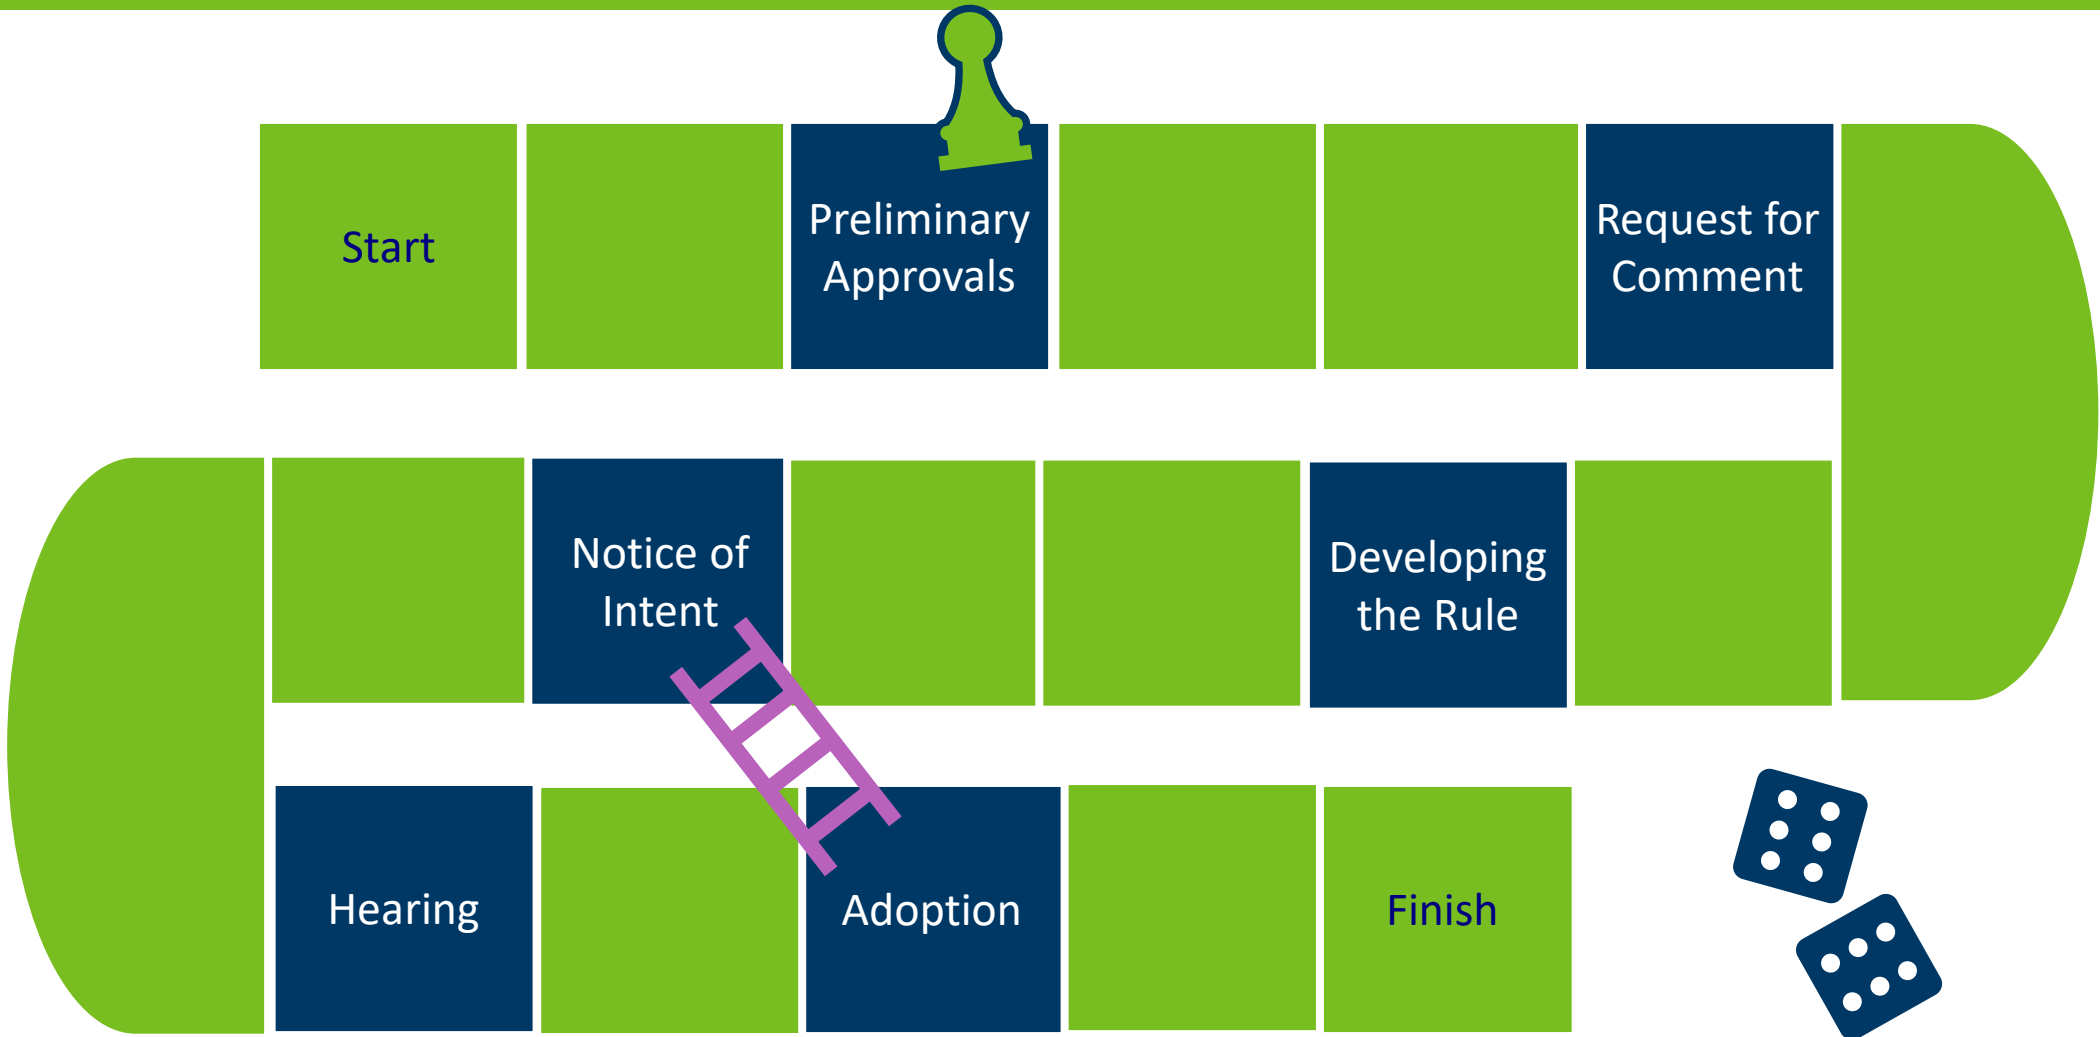 Start
Preliminary
Approvals
Request for
Comment
Developing
the Rule
Notice of
Intent
Hearing
Adoption
Finish